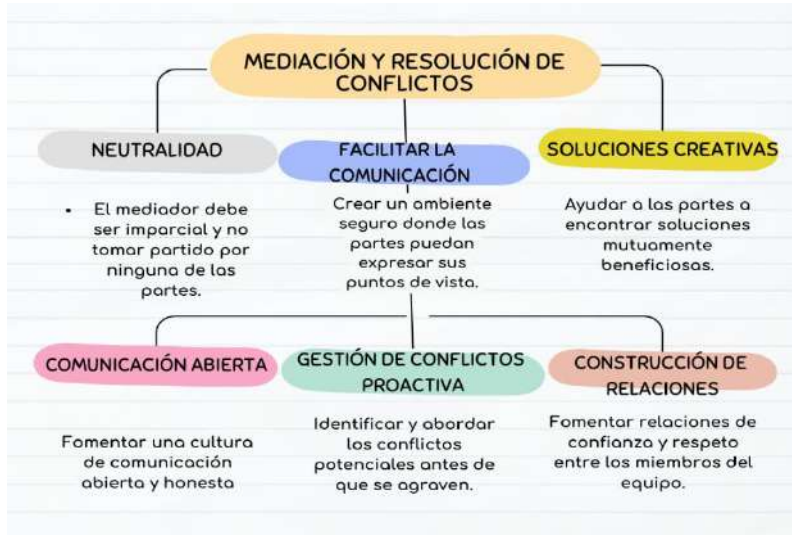 MEDIACIÓN Y RESOLUCIÓN DE
CONFLICTOS
NEUTRALIDAD
• El mediador debe
ser imparcial y no
tomar partido por
ninguna de las
partes.
FACILITAR LA
COMUNICACIÓN
Crear un ambiente
seguro donde las
partes puedan
expresar sus
puntos de vista.
SOLUCIONES CREATIVAS
Ayudar a las partes a
encontrar soluciones
mutuamente
beneficiosas.
COMUNICACIÓN ABIERTA
Fomentar una cultura
de comunicación
abierta y honesta
GESTIÓN DE CONFLICTOS
PROACTIVA
Identificar y abordar
los conflictos
potenciales antes de
que se agraven.
CONSTRUCCIÓN DE
RELACIONES
Fomentar relaciones de
confianza y respeto
entre los miembros del
equipo.